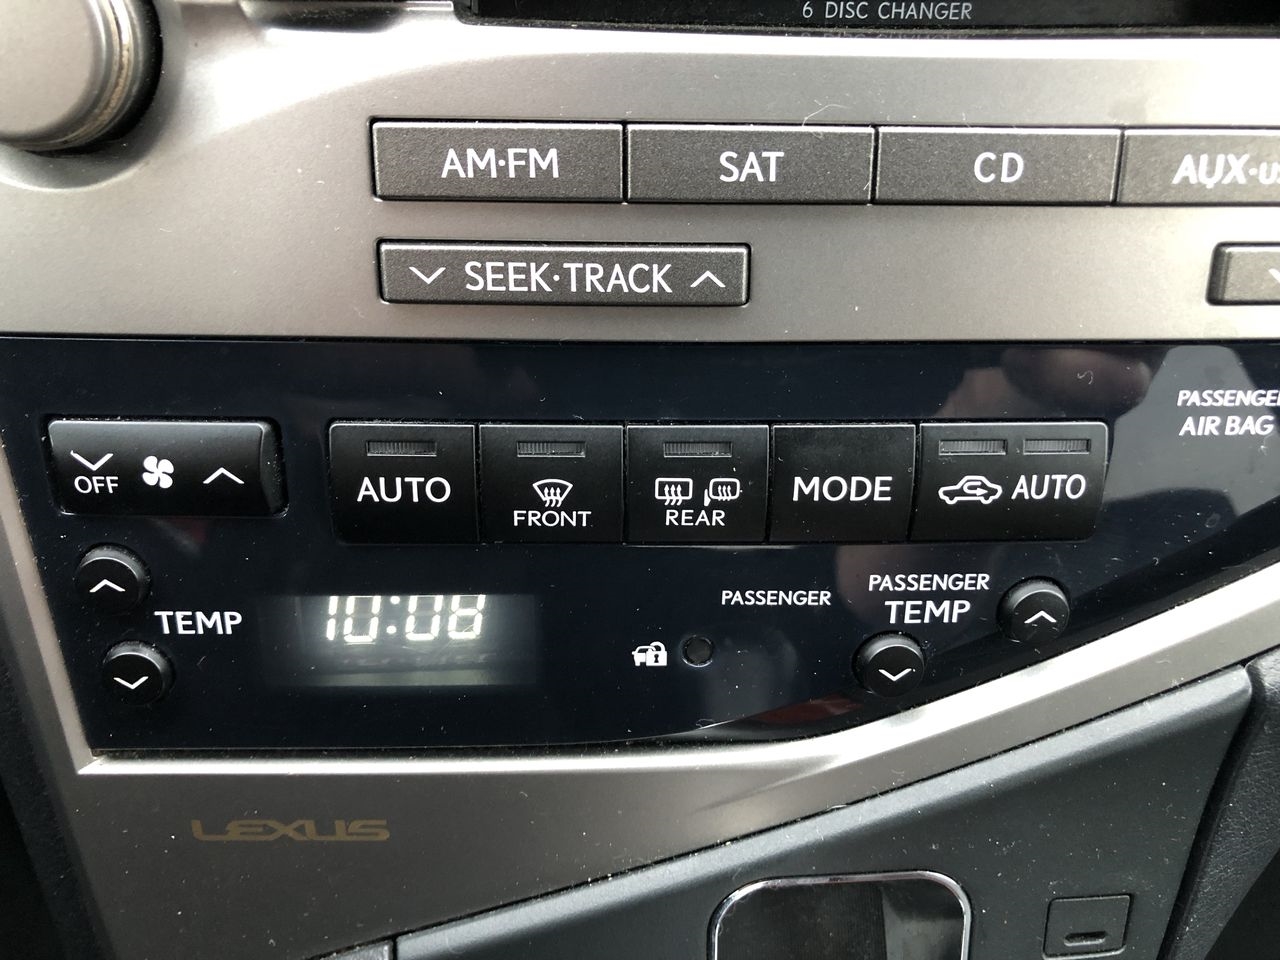 6 DISC CHANGER
AM·FM SAT CD AUX·
SEEK·TRACK
PASSENGER
AIR BAG
OFF AUTO FRONT REAR MODE AUTO
TEMP 10:08 PASSENGER PASSENGER
TEMP
LEXUS